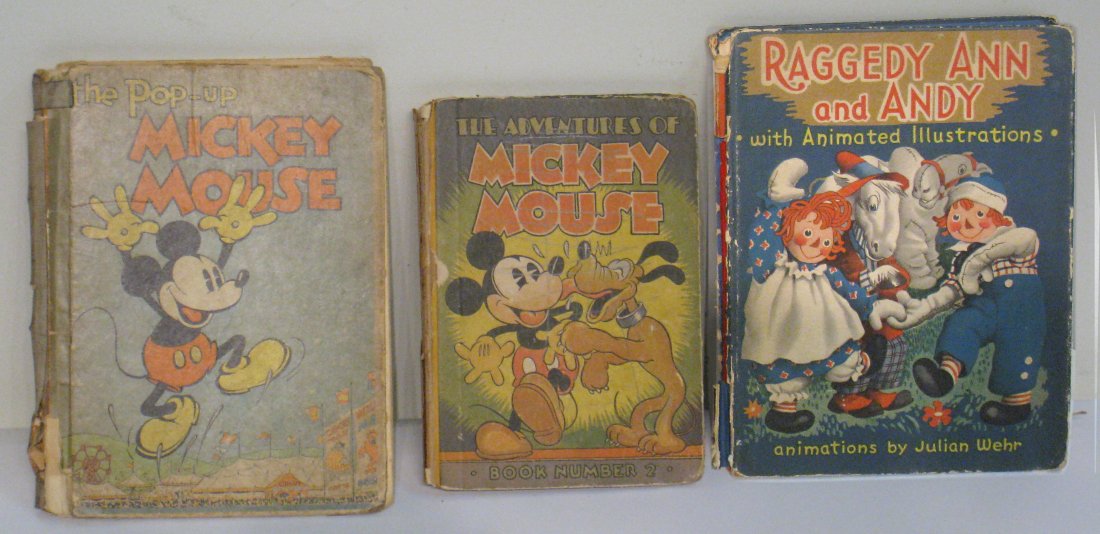 the Pop-up
MICKEY
MOUSE
THE ADVENTURES OF
MICKEY
MOUSE
BOOK NUMBER 2
RAGGEDY ANN
and ANDY
• with Animated Illustrations •
animations by Julian Wehr